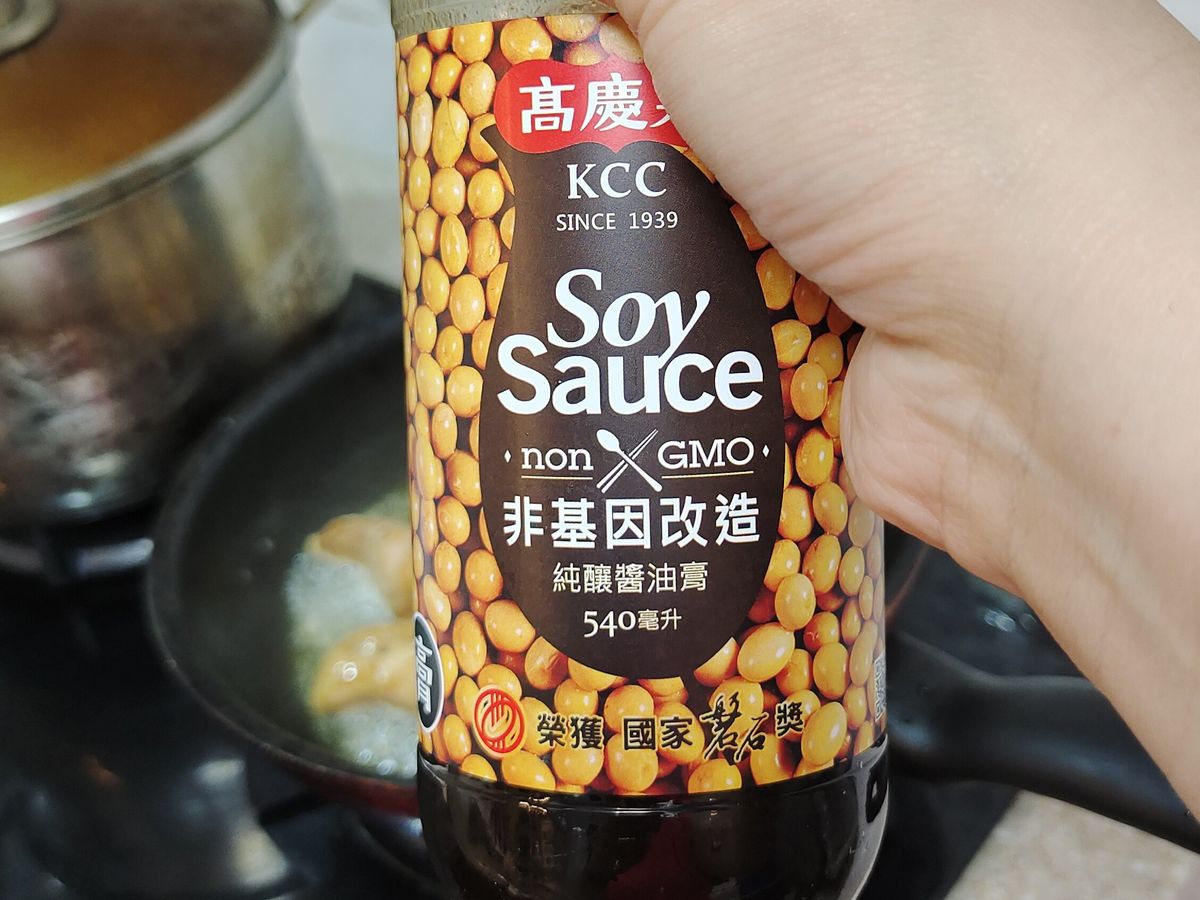 高慶
KCC
SINCE 1939
Soy
Sauce
non GMO
非基因改造
純釀醬油膏
540毫升
榮獲 國家磐石獎